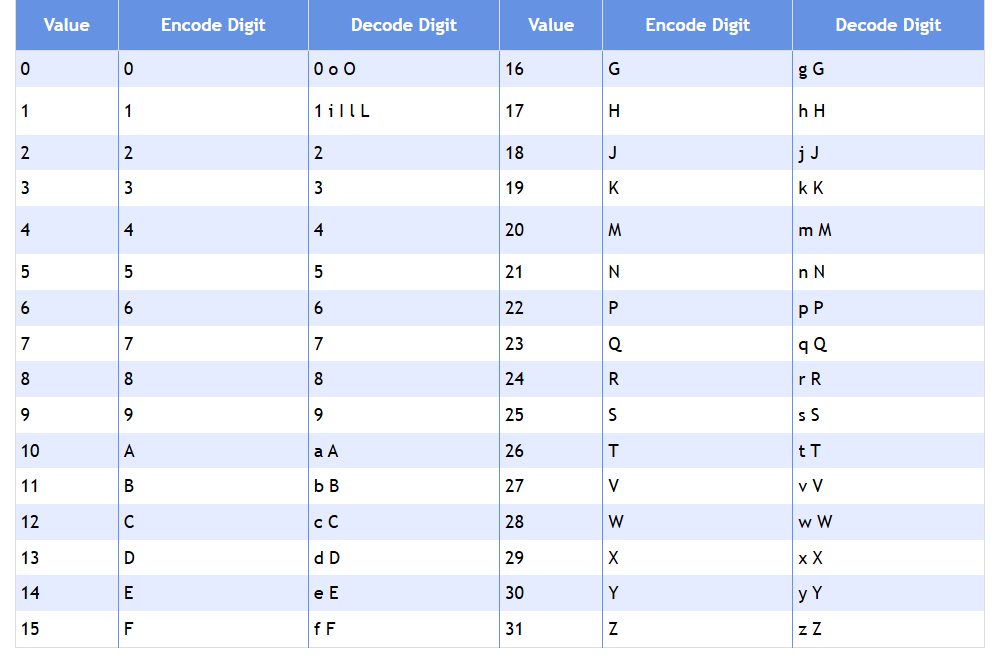 Value Encode Digit Decode Digit Value Encode Digit Decode Digit
0 0 0 o O 16 G g G
1 1 1 i I l L 17 H h H
2 2 2 18 J j J
3 3 3 19 K k K
4 4 4 20 M m M
5 5 5 21 N n N
6 6 6 22 P p P
7 7 7 23 Q q Q
8 8 8 24 R r R
9 9 9 25 S s S
10 A a A 26 T t T
11 B b B 27 V v V
12 C c C 28 W w W
13 D d D 29 X x X
14 E e E 30 Y y Y
15 F f F 31 Z z Z